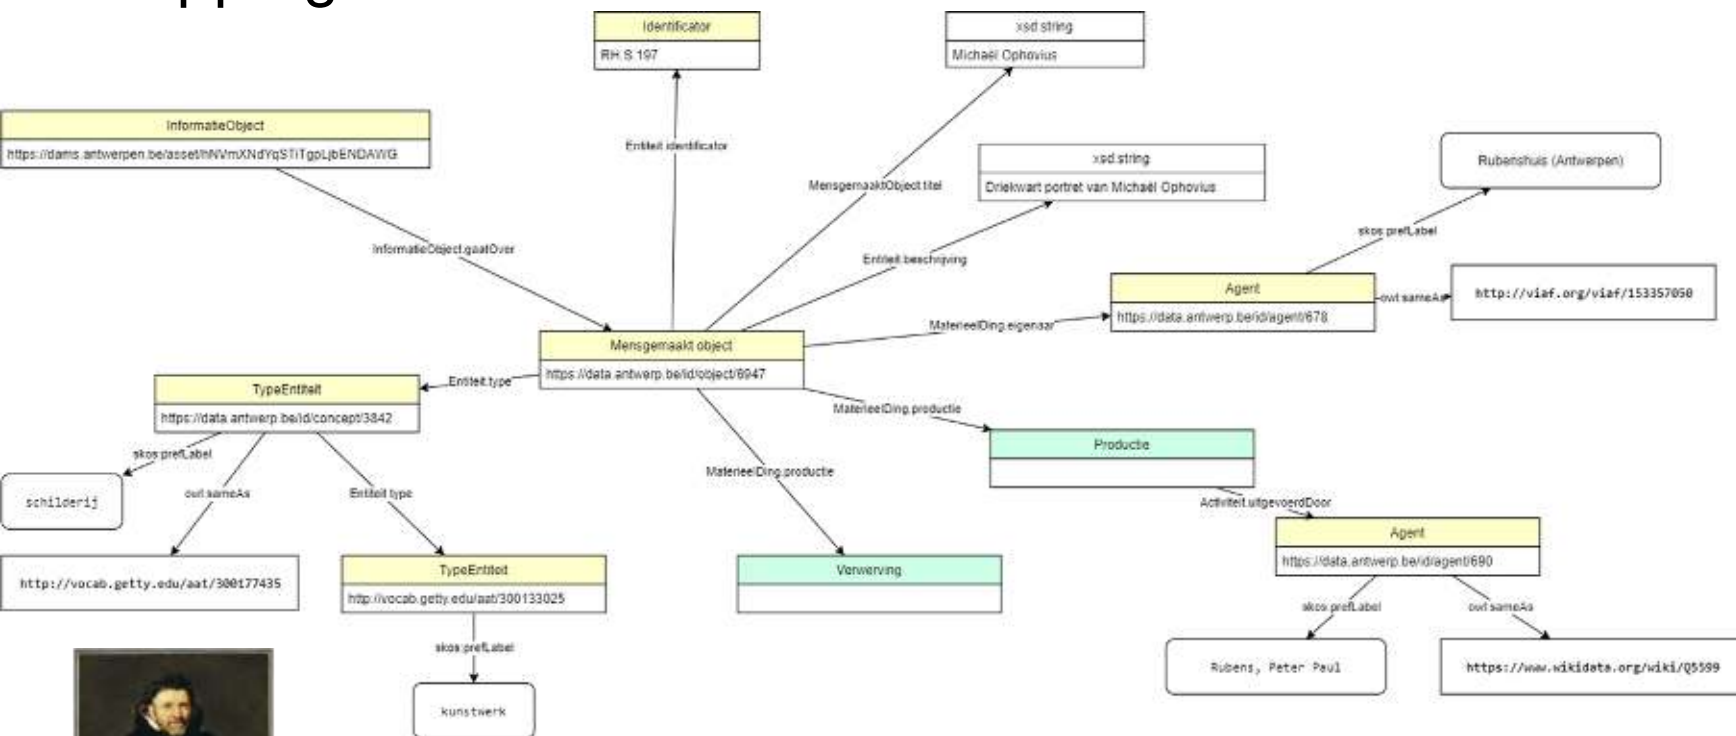 Identificator
RH.S.197
xsd:string
Michaël Ophovius
InformatieObject
https://dams.antwerpen.be/asset/hNVmXNdYqSTiTgpLjbENDAWG
Entiteit.identificator
MensgemaaktObject.titel
xsd:string
Driekwart portret van Michaël Ophovius
Rubenshuis (Antwerpen)
skos:prefLabel
InformatieObject.gaatOver
Entiteit.beschrijving
Agent
https://data.antwerp.be/id/agent/678
owl:sameAs
http://viaf.org/viaf/153357050
MaterieelDing.eigenaar
Mensgemaakt object
https://data.antwerp.be/id/object/6947
Entiteit.type
TypeEntiteit
https://data.antwerp.be/id/concept/3842
MaterieelDing.productie
Productie
skos:prefLabel
schilderij
owl:sameAs
Entiteit.type
MaterieelDing.productie
Activiteit.uitgevoerdDoor
Agent
https://data.antwerp.be/id/agent/690
http://vocab.getty.edu/aat/300177435
TypeEntiteit
http://vocab.getty.edu/aat/300133025
Verwerving
skos:prefLabel
owl:sameAs
skos:prefLabel
kunstwerk
Rubens, Peter Paul
https://www.wikidata.org/wiki/Q5599